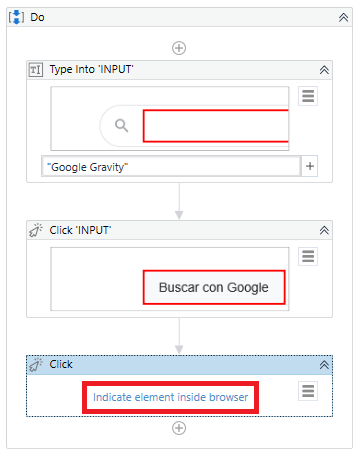 Do
Type Into 'INPUT'
"Google Gravity"
Click 'INPUT'
Buscar con Google
Click
Indicate element inside browser